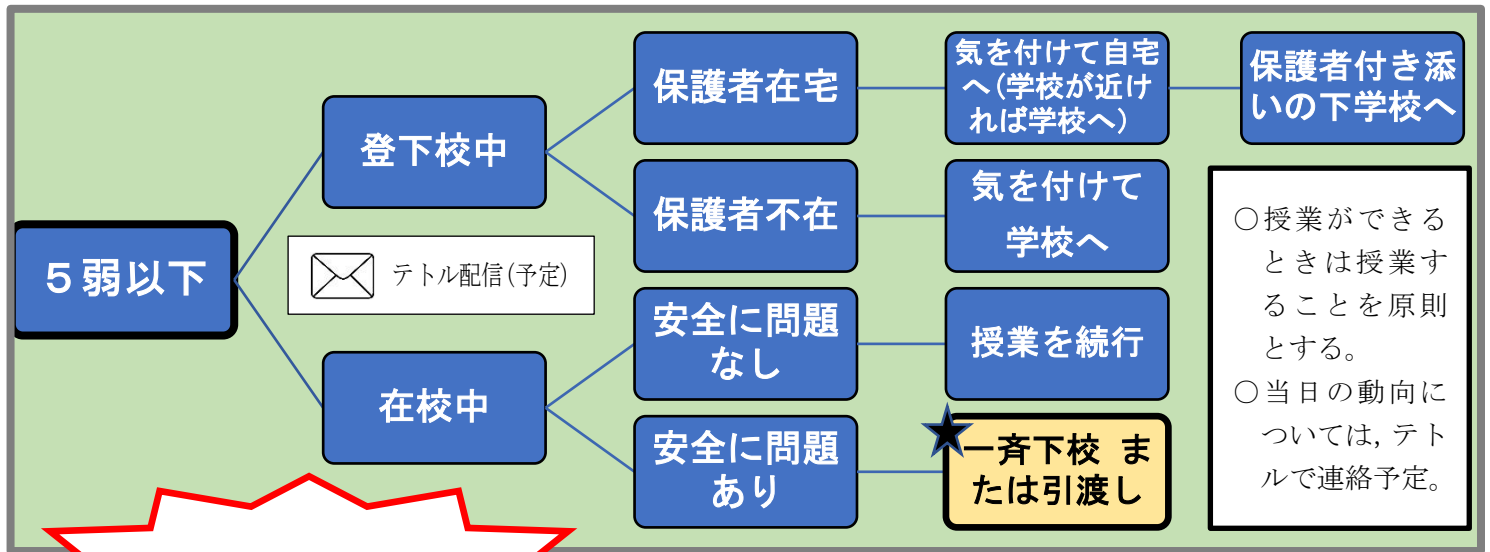 ５弱以下
登下校中
テトル配信(予定)
在校中
保護者在宅
保護者不在
安全に問題
なし
安全に問題
あり
気を付けて自宅
へ(学校が近け
れば学校へ)
気を付けて
学校へ
授業を続行
一斉下校 ま
たは引渡し
保護者付き添
いの下学校へ
○授業ができる
ときは授業す
ることを原則
とする。
○当日の動向に
ついては,テト
ルで連絡予定。